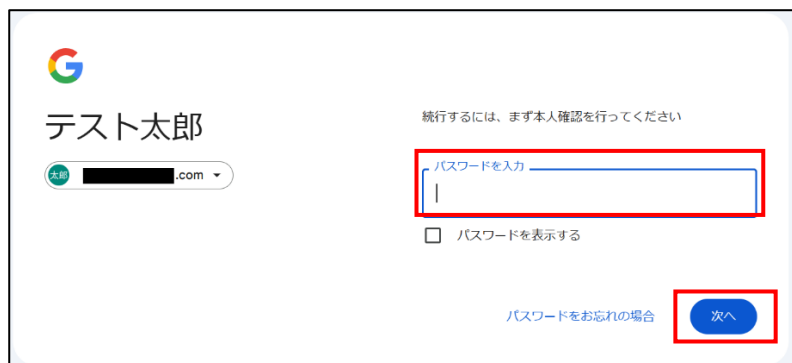 テスト太郎
太郎 .com
続行するには、まず本人確認を行ってください
パスワードを入力
パスワードを表示する
パスワードをお忘れの場合
次へ